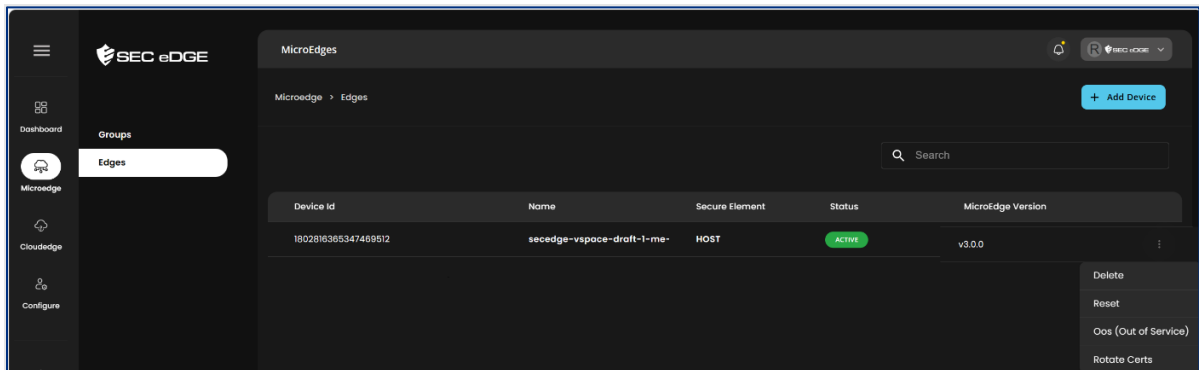 SEC eDGE
MicroEdges
R SEC eDGE
Microedge > Edges
+ Add Device
Dashboard
Microedge
Cloudedge
Configure
Groups
Edges
Search
Device Id Name Secure Element Status MicroEdge Version
1802816365347469512 secedge-vspace-draft-1-me- HOST ACTIVE v3.0.0
Delete
Reset
Oos (Out of Service)
Rotate Certs